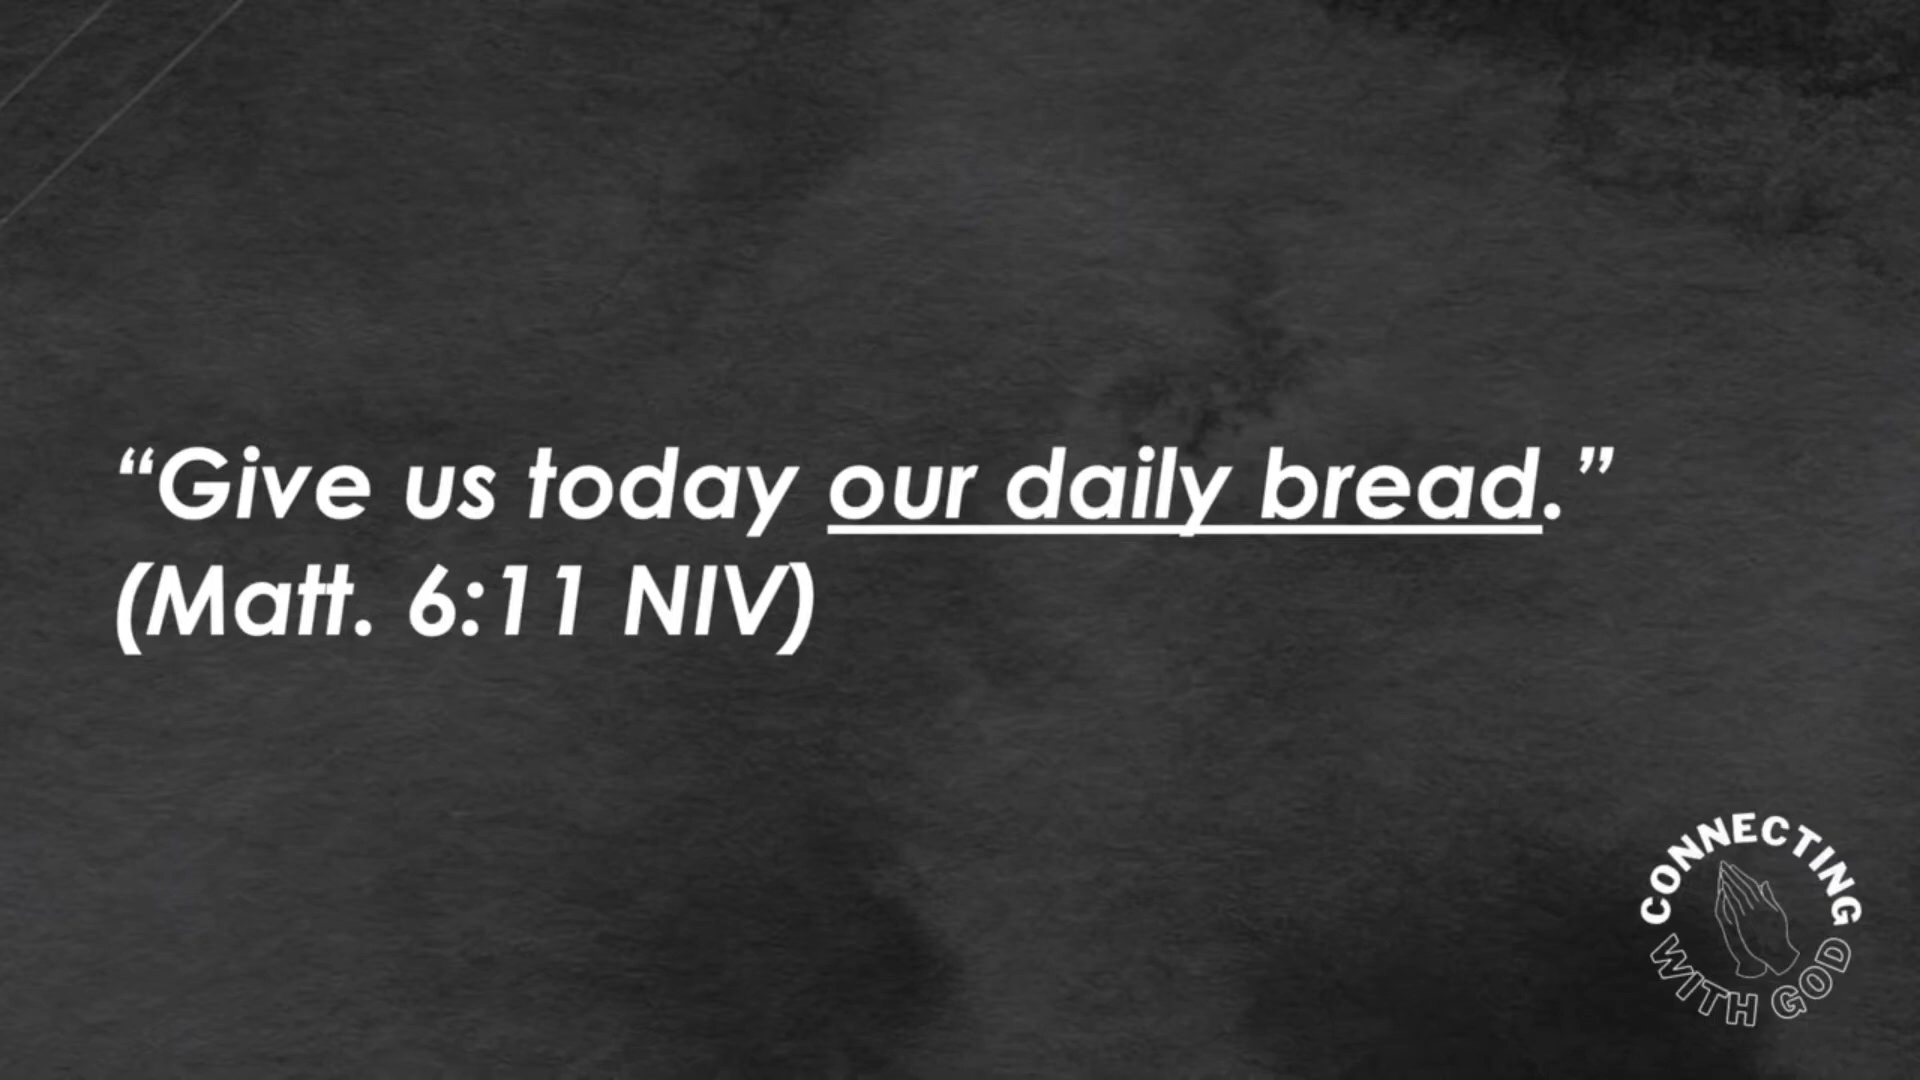 “Give us today our daily bread.”
(Matt. 6:11 NIV)
CONNECTING
WITH GOD